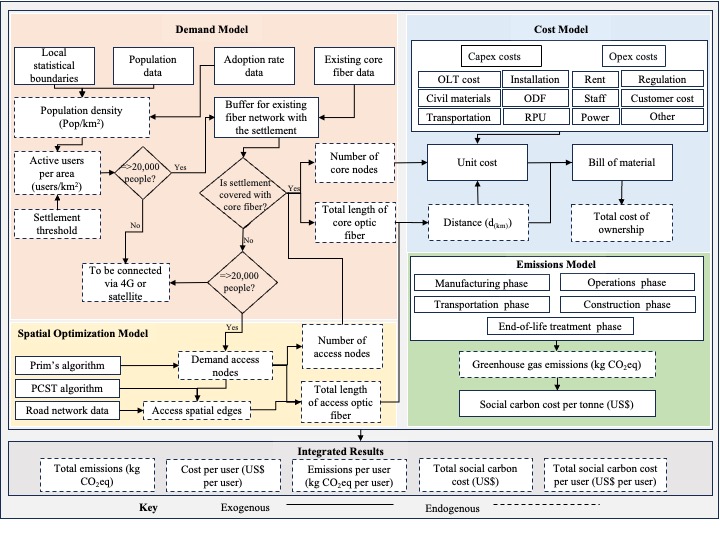 Demand Model
Local
statistical
boundaries
Population
data
Adoption rate
data
Existing core
fiber data
Population density
(Pop/km²)
Buffer for existing
fiber network with
the settlement
Active users
per area
(users/km²)
=>20,000
people?
Yes
No
Settlement
threshold
Is settlement
covered with
core fiber?
Yes
No
Number of
core nodes
Total length of
core optic
fiber
To be connected
via 4G or
satellite
=>20,000
people?
Yes
Spatial Optimization Model
Prim's algorithm
PCST algorithm
Road network data
Demand access
nodes
Access spatial edges
Number of
access nodes
Total length
of access optic
fiber
Cost Model
Capex costs
Opex costs
OLT cost
Installation
Rent
Regulation
Civil materials
ODF
Staff
Customer cost
Transportation
RPU
Power
Other
Unit cost
Bill of material
Distance (d(km))
Total cost of
ownership
Emissions Model
Manufacturing phase
Operations phase
Transportation phase
Construction phase
End-of-life treatment phase
Greenhouse gas emissions (kg CO₂eq)
Social carbon cost per tonne (US$)
Integrated Results
Total emissions (kg
CO₂eq)
Cost per user (US$
per user)
Emissions per user
(kg CO₂eq per user)
Total social carbon
cost (US$)
Total social carbon cost
per user (US$ per user)
Key
Exogenous
Endogenous